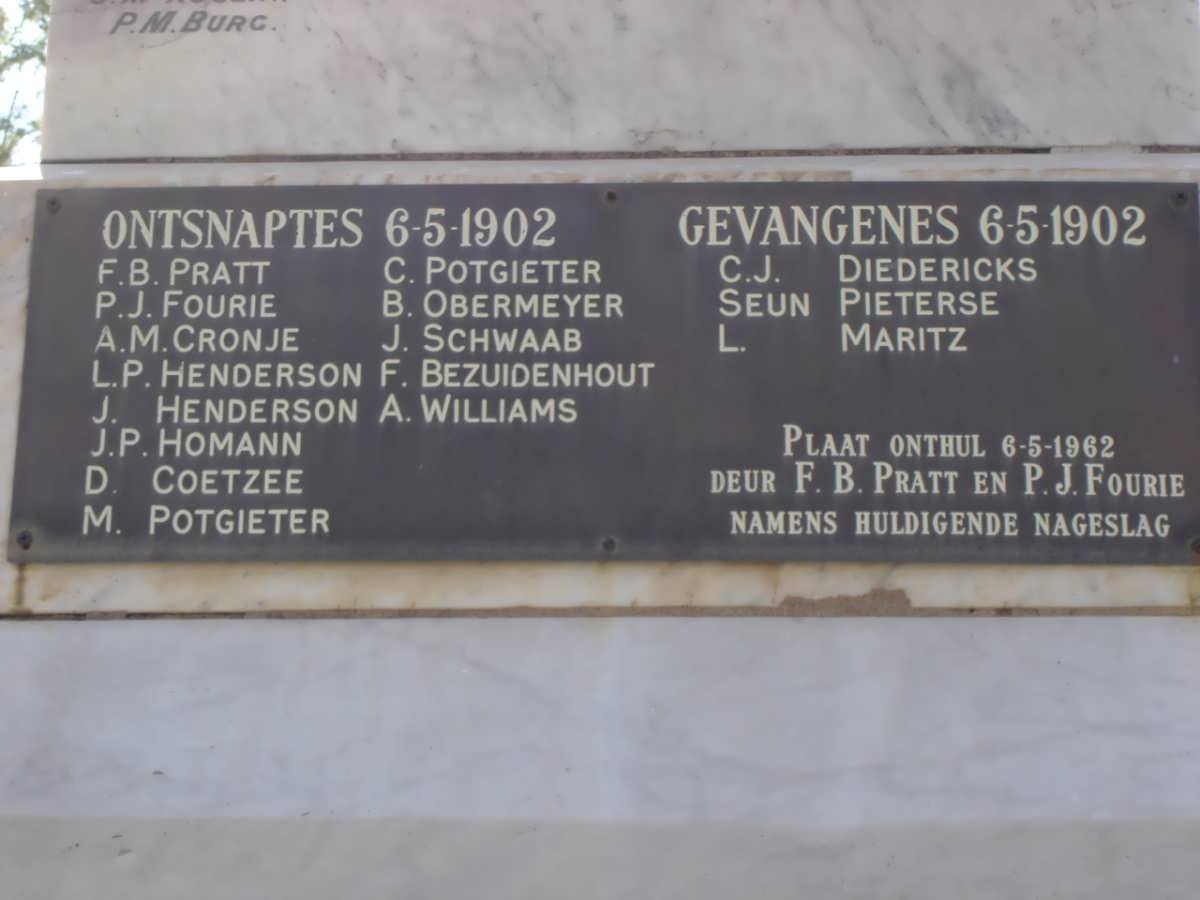 P.M. BURG.
ONTSNAPTES 6-5-1902
F.B. PRATT
P.J. FOURIE
A.M. CRONJE
L.P. HENDERSON
J. HENDERSON
J.P. HOMANN
D. COETZEE
M. POTGIETER
C. POTGIETER
B. OBERMEYER
J. SCHWAAB
F. BEZUIDENHOUT
A. WILLIAMS
GEVANGENES 6-5-1902
C.J. DIEDERICKS
SEUN PIETERSE
L. MARITZ
PLAAT ONTHUL 6-5-1962
DEUR F. B. PRATT EN P. J. FOURIE
NAMENS HULDIGENDE NAGESLAG